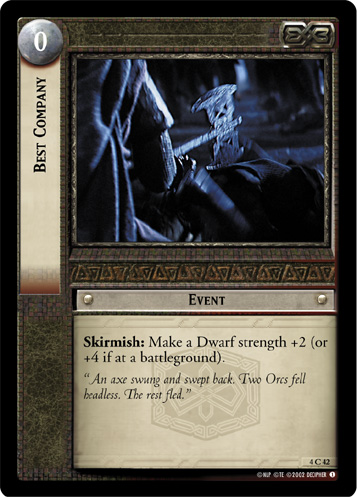 0
BEST COMPANY
EVENT
Skirmish: Make a Dwarf strength +2 (or
+4 if at a battleground).
“An axe swung and swept back. Two Orcs fell
headless. The rest fled.”
4 C 42
©NLP ™TE ©2002 DECIPHER